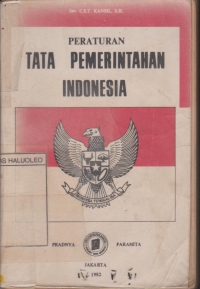 Drs. C.S.T. KANSIL, S.H.
PERATURAN
TATA PEMERINTAHAN
INDONESIA
AS HALUOLEO
PRADNYA PARAMITA
JAKARTA
1982